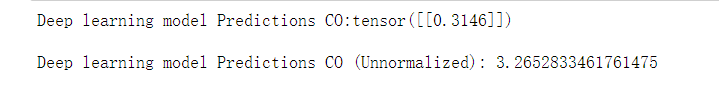 Deep learning model Predictions CO:tensor([[0.3146]])
Deep learning model Predictions CO (Unnormalized): 3.2652833461761475